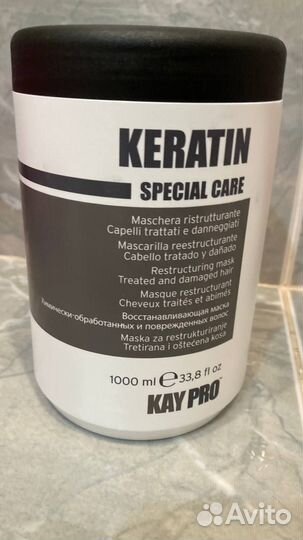 KERATIN
SPECIAL CARE
Maschera ristrutturante
Capelli trattati e danneggiati
Mascarilla reestructurante
Cabello tratado y dañado
Restructuring mask
Treated and damaged hair
Masque restructurant
Cheveux traités et abîmés
Восстанавливающая маска
химически-обработанных и поврежденных волос
Maska za restrukturiranje
Tretirana i oštećena kosa
1000 ml ℮ 33,8 fl oz
KAY PRO
Avito